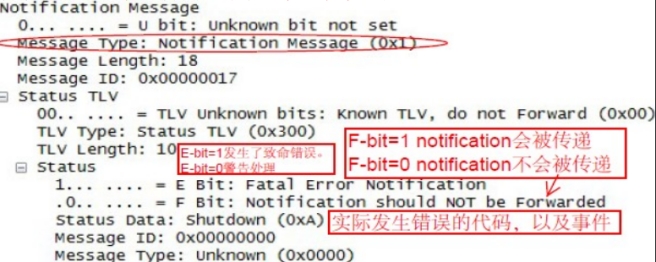 Notification Message
0... .... = U bit: Unknown bit not set
Message Type: Notification Message (0x1)
Message Length: 18
Message ID: 0x00000017
Status TLV
00.. .... = TLV Unknown bits: Known TLV, do not Forward (0x00)
TLV Type: Status TLV (0x300)
TLV Length: 10
E-bit=1发生了致命错误。
E-bit=0警告处理
F-bit=1 notification会被传递
F-bit=0 notification不会被传递
Status
1... .... = E Bit: Fatal Error Notification
.0.. .... = F Bit: Notification should NOT be Forwarded
Status Data: Shutdown (0xA)
实际发生错误的代码，以及事件
Message ID: 0x00000000
Message Type: Unknown (0x0000)